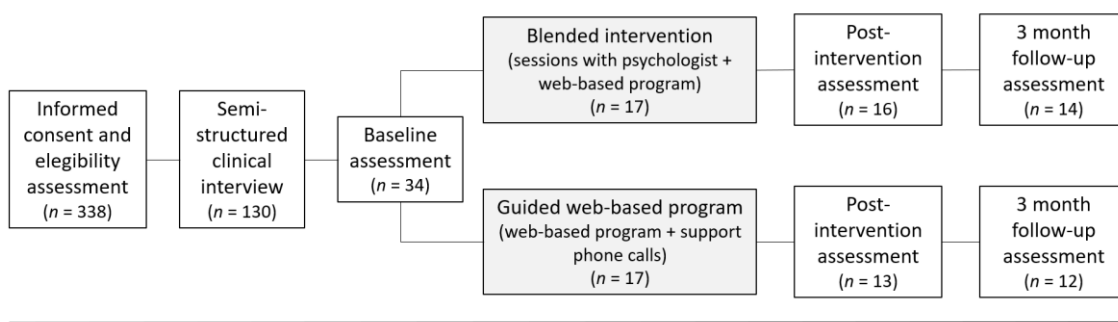 Informed
consent and
elegibility
assessment
(n = 338)
Semi-
structured
clinical
interview
(n = 130)
Baseline
assessment
(n = 34)
Blended intervention
(sessions with psychologist +
web-based program)
(n = 17)
Post-
intervention
assessment
(n = 16)
3 month
follow-up
assessment
(n = 14)
Guided web-based program
(web-based program + support
phone calls)
(n = 17)
Post-
intervention
assessment
(n = 13)
3 month
follow-up
assessment
(n = 12)